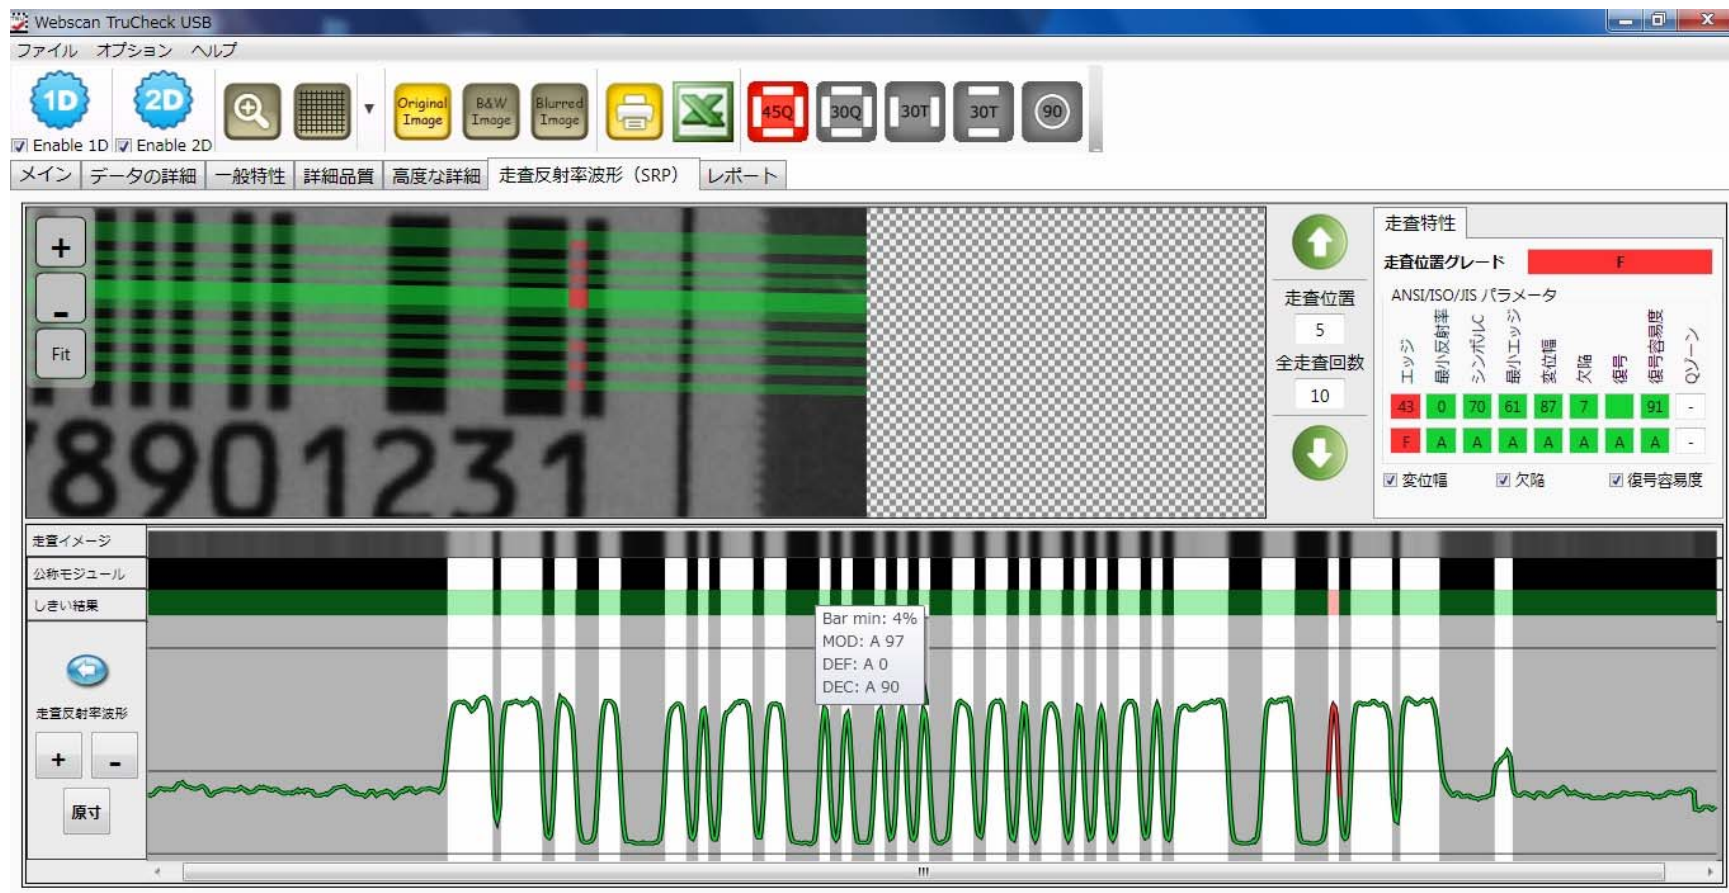 Webscan TruCheck USB
ファイル オプション ヘルプ
1D
2D
Original Image
B&W Image
Blurred Image
45Q
30Q
30T
30T
90
Enable 1D
Enable 2D
メイン データの詳細 一般特性 詳細品質 高度な詳細 走査反射率波形（SRP） レポート
+
-
Fit
78901231
走査位置
5
全走査回数
10
走査特性
走査位置グレード F
ANSI/ISO/JIS パラメータ
エッジ 最小反射率 シンボルC 最小エッジ 変位幅 欠陥 復号 復号容易度 Qゾーン
43 0 70 61 87 7 91 -
F A A A A A A A -
変位幅 欠陥 復号容易度
走査イメージ
公称モジュール
しきい結果
Bar min: 4%
MOD: A 97
DEF: A 0
DEC: A 90
走査反射率波形
+ -
原寸